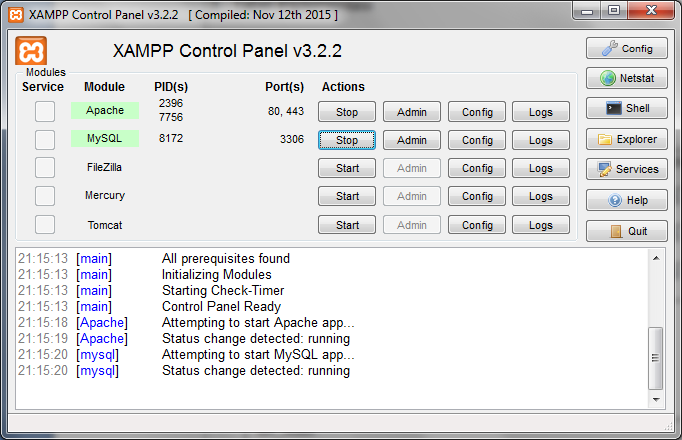 XAMPP Control Panel v3.2.2 [ Compiled: Nov 12th 2015 ]
XAMPP Control Panel v3.2.2
Config
Modules
Service Module PID(s) Port(s) Actions
Netstat
Apache 2396 7756 80, 443 Stop Admin Config Logs
Shell
MySQL 8172 3306 Stop Admin Config Logs
Explorer
FileZilla Start Admin Config Logs
Services
Mercury Start Admin Config Logs
Help
Tomcat Start Admin Config Logs
Quit
21:15:13 [main] All prerequisites found
21:15:13 [main] Initializing Modules
21:15:13 [main] Starting Check-Timer
21:15:13 [main] Control Panel Ready
21:15:18 [Apache] Attempting to start Apache app...
21:15:19 [Apache] Status change detected: running
21:15:20 [mysql] Attempting to start MySQL app...
21:15:20 [mysql] Status change detected: running